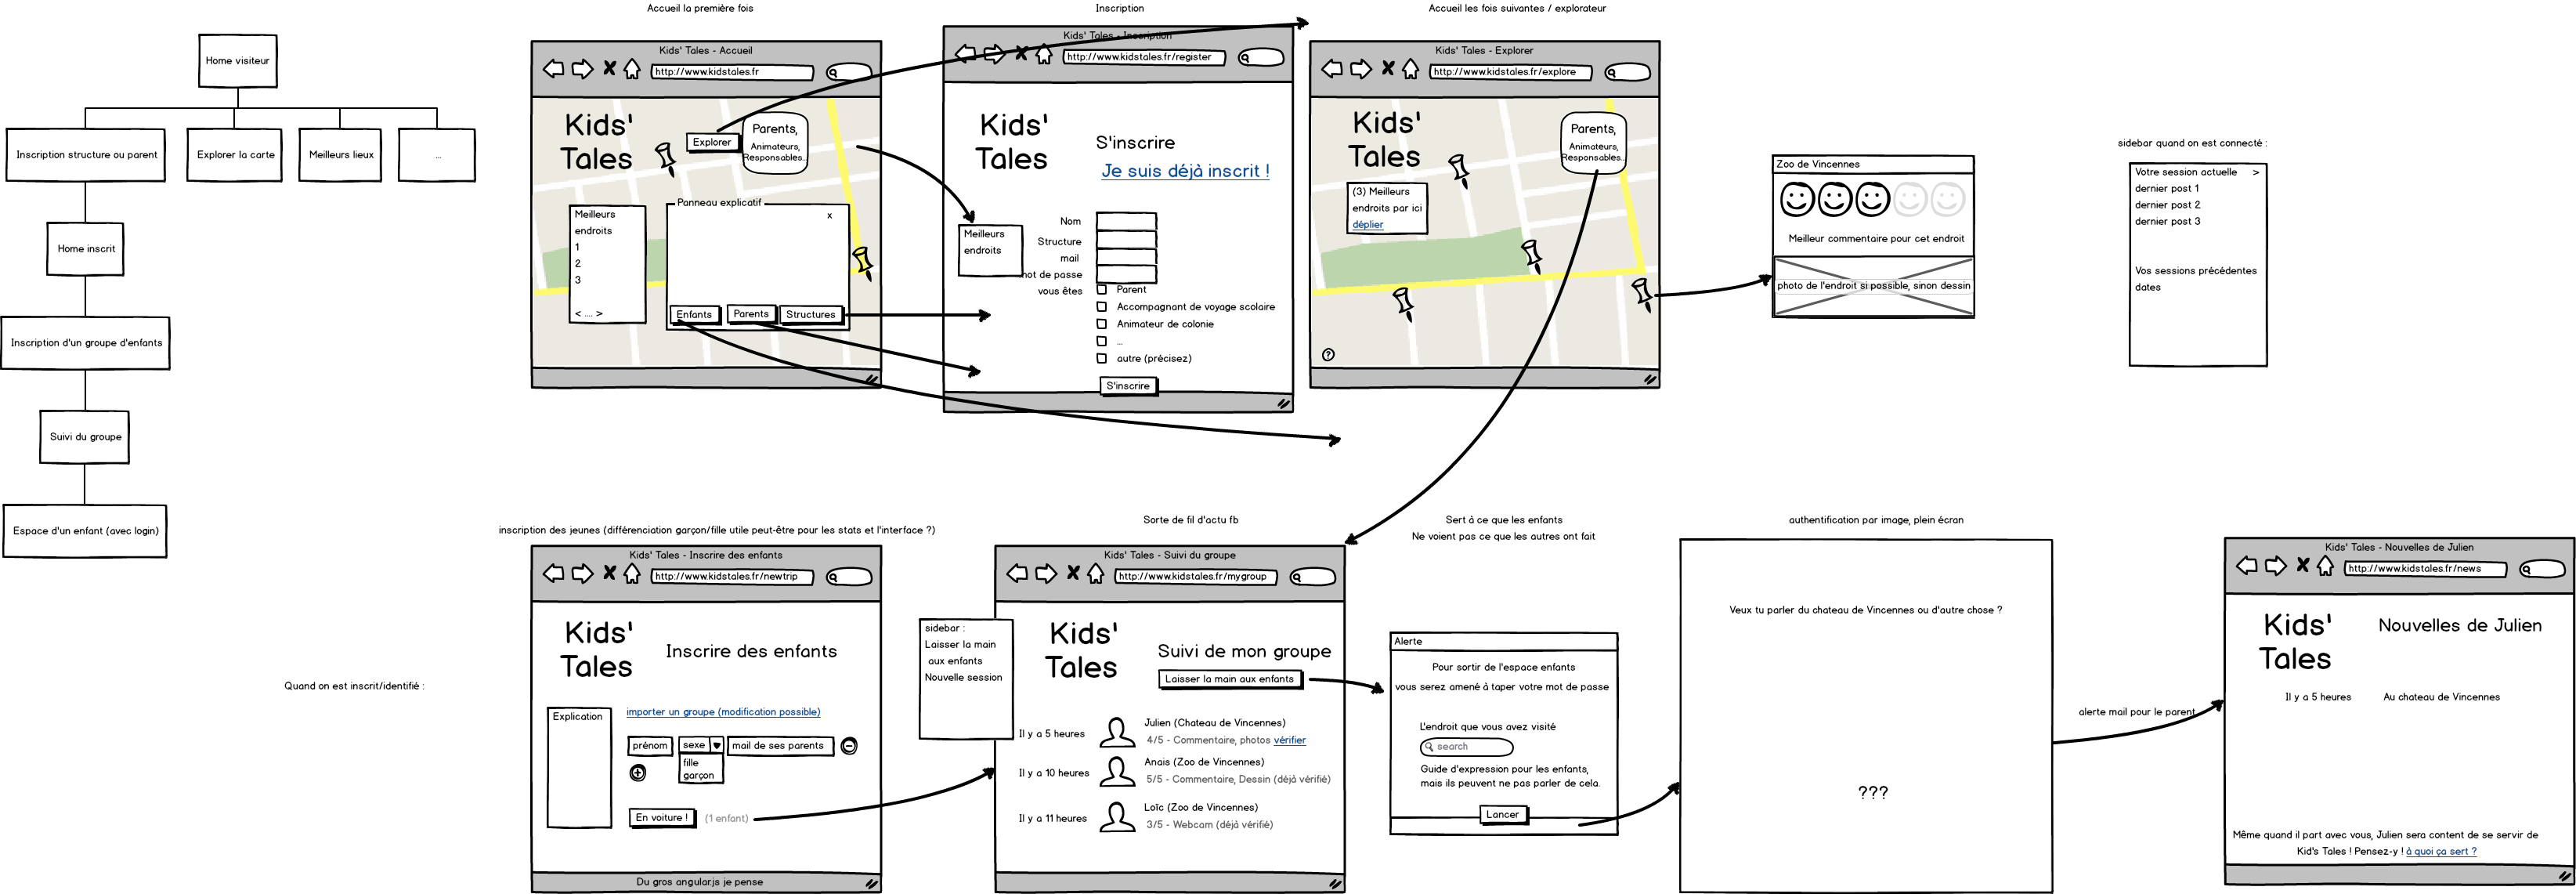 Home visiteur
Inscription structure ou parent
Explorer la carte
Meilleurs lieux
...
Home inscrit
Inscription d'un groupe d'enfants
Suivi du groupe
Espace d'un enfant (avec login)
Accueil la première fois
Kids' Tales - Accueil
http://www.kidstales.fr
Kids'
Tales
Explorer
Parents,
Animateurs,
Responsables...
Meilleurs
endroits
1
2
3
< .... >
Panneau explicatif
x
Enfants
Parents
Structures
Inscription
Kids' Tales - Inscription
http://www.kidstales.fr/register
Kids'
Tales
S'inscrire
Je suis déjà inscrit !
Meilleurs
endroits
Nom
Structure
mail
mot de passe
vous êtes
Parent
Accompagnant de voyage scolaire
Animateur de colonie
...
autre (précisez)
S'inscrire
Accueil les fois suivantes / explorateur
Kids' Tales - Explorer
http://www.kidstales.fr/explore
Kids'
Tales
Parents,
Animateurs,
Responsables...
(3) Meilleurs
endroits par ici
déplier
?
Zoo de Vincennes
Meilleur commentaire pour cet endroit
photo de l'endroit si possible, sinon dessin
sidebar quand on est connecté :
Votre session actuelle >
dernier post 1
dernier post 2
dernier post 3
Vos sessions précédentes
dates
Quand on est inscrit/identifié :
inscription des jeunes (différenciation garçon/fille utile peut-être pour les stats et l'interface ?)
Kids' Tales - Inscrire des enfants
http://www.kidstales.fr/newtrip
Kids'
Tales
Inscrire des enfants
Explication
importer un groupe (modification possible)
prénom
sexe
mail de ses parents
fille
garçon
En voiture !
(1 enfant)
Du gros angular.js je pense
Sorte de fil d'actu fb
Kids' Tales - Suivi du groupe
http://www.kidstales.fr/mygroup
sidebar :
Laisser la main
aux enfants
Nouvelle session
Kids'
Tales
Suivi de mon groupe
Laisser la main aux enfants
Il y a 5 heures
Julien (Chateau de Vincennes)
4/5 - Commentaire, photos vérifier
Il y a 10 heures
Anais (Zoo de Vincennes)
5/5 - Commentaire, Dessin (déjà vérifié)
Il y a 11 heures
Loïc (Zoo de Vincennes)
3/5 - Webcam (déjà vérifié)
Sert à ce que les enfants
Ne voient pas ce que les autres ont fait
Alerte
Pour sortir de l'espace enfants
vous serez amené à taper votre mot de passe
L'endroit que vous avez visité
search
Guide d'expression pour les enfants,
mais ils peuvent ne pas parler de cela.
Lancer
authentification par image, plein écran
Veux tu parler du chateau de Vincennes ou d'autre chose ?
???
alerte mail pour le parent
Kids' Tales - Nouvelles de Julien
http://www.kidstales.fr/news
Kids'
Tales
Nouvelles de Julien
Il y a 5 heures
Au chateau de Vincennes
Même quand il part avec vous, Julien sera content de se servir de
Kid's Tales ! Pensez-y ! à quoi ça sert ?